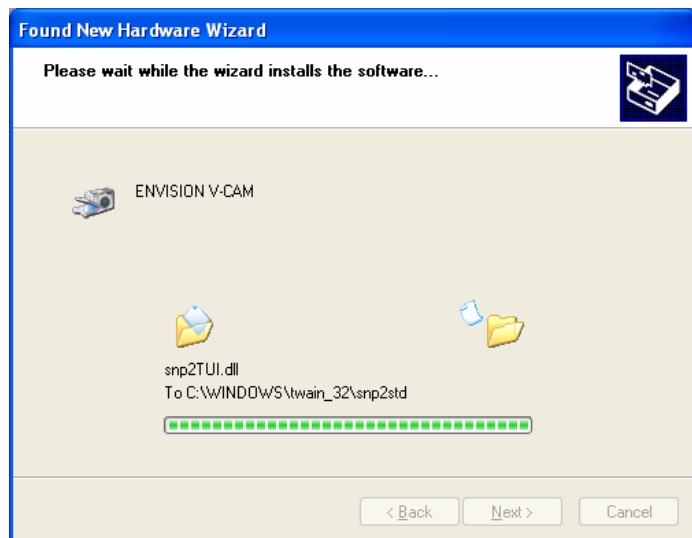 Found New Hardware Wizard
Please wait while the wizard installs the software...
ENVISION V-CAM
snp2TUI.dll
To C:\WINDOWS\twain_32\snp2std
< Back
Next >
Cancel